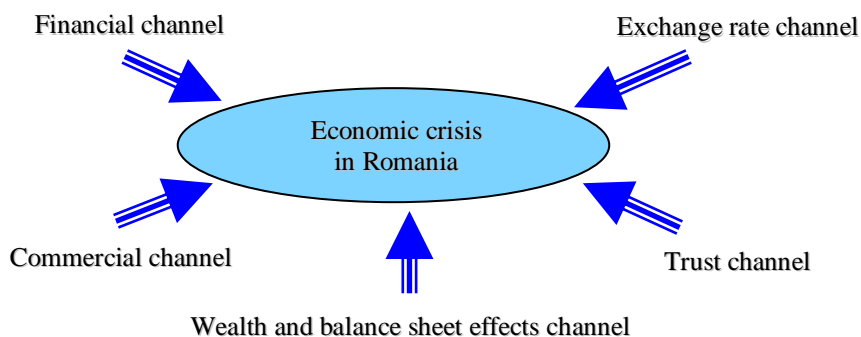 Financial channel
Exchange rate channel
Economic crisis
in Romania
Commercial channel
Trust channel
Wealth and balance sheet effects channel